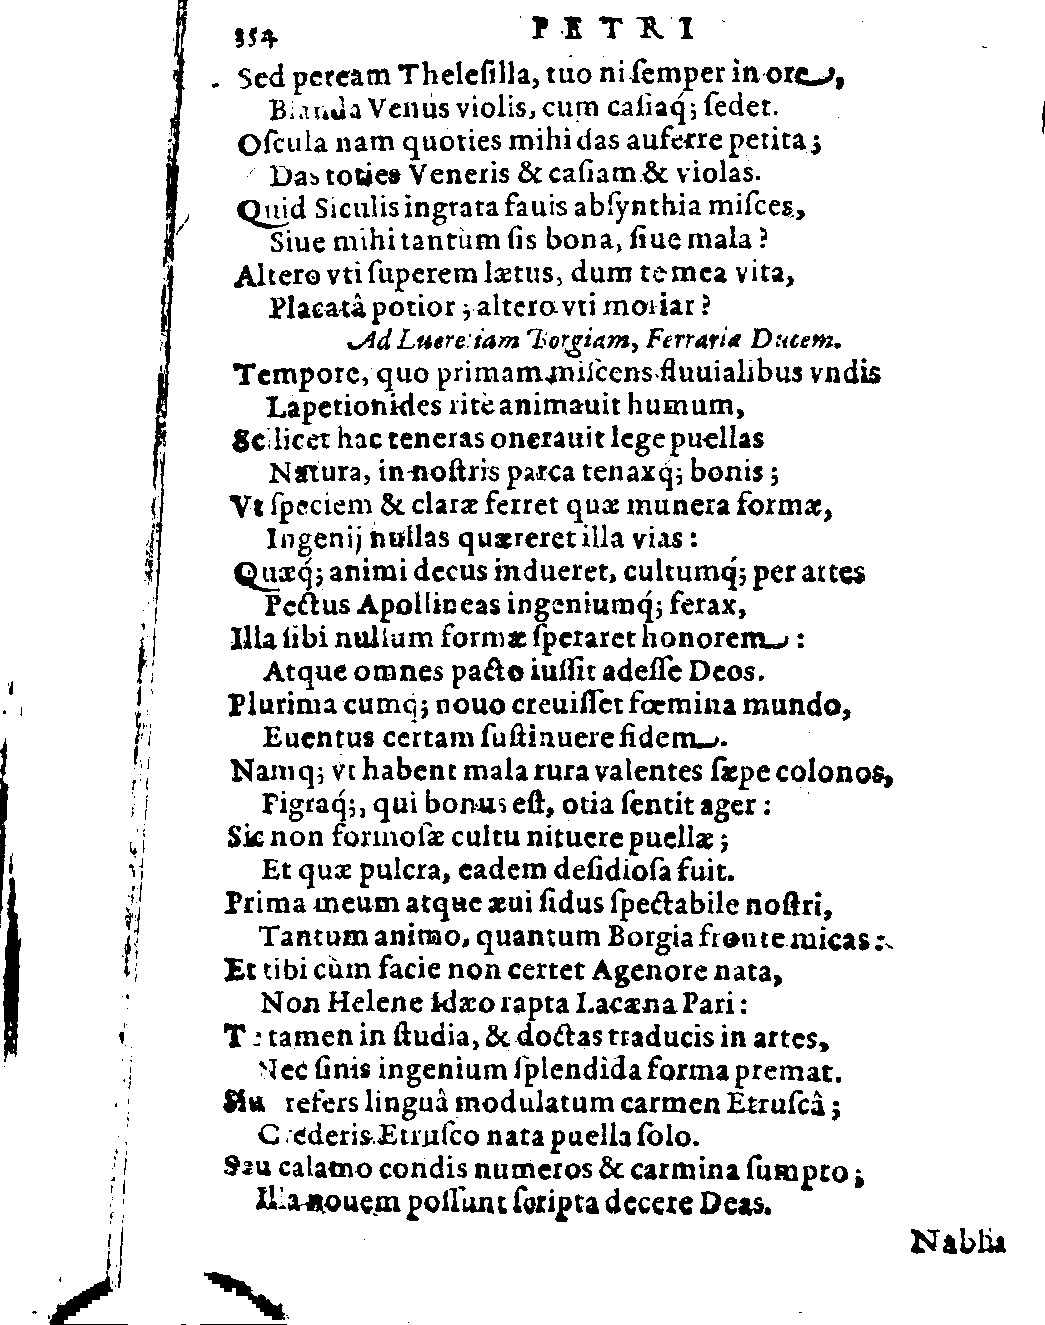 354 PETRI
Sed peream Theleſilla, tuo ni ſemper in ore,
Blanda Venus violis, cum caſiaq́; ſedet.
Oſcula nam quoties mihi das auferre petita;
Das toties Veneris & caſiam & violas.
Quid Siculis ingrata fauis abſynthia miſces,
Siue mihi tantùm ſis bona, ſiue mala?
Altero vti ſuperem lætus, dum te mea vita,
Placatâ potior; altero vti moriar?
Ad Lucretiam Borgiam, Ferrariæ Ducem.
Tempore, quo primam miſcens fluuialibus vndis
Lapetionides ritè animauit humum,
Scilicet hac teneras onerauit lege puellas
Natura, in noſtris parca tenaxq́; bonis;
Vt ſpeciem & claræ ferret quæ munera formæ,
Ingenij nullas quæreret illa vias:
Quæq́; animi decus indueret, cultumq́; per artes
Pectus Apollineas ingeniumq́; ferax,
Illa ſibi nullum formæ ſperaret honorem:
Atque omnes pacto iuſſit adeſſe Deos.
Plurima cumq; nouo creuiſſet fœmina mundo,
Euentus certam ſuſtinuere fidem.
Namq; vt habent mala rura valentes ſæpe colonos,
Pigraq́;, qui bonus eſt, otia ſentit ager:
Sic non formoſæ cultu nituere puellæ;
Et quæ pulcra, eadem deſidioſa fuit.
Prima meum atque æui ſidus ſpectabile noſtri,
Tantum animo, quantum Borgia fronte micas:
Et tibi cùm facie non certet Agenore nata,
Non Helene Idæo rapta Lacæna Pari:
Te tamen in ſtudia, & doctas traducis in artes,
Nec ſinis ingenium ſplendida forma premat.
Siu refers linguâ modulatum carmen Etruſcâ;
Crederis Etruſco nata puella ſolo.
Seu calamo condis numeros & carmina ſumpto;
Illa nouem poſſunt ſcripta decere Deas.
Nablia